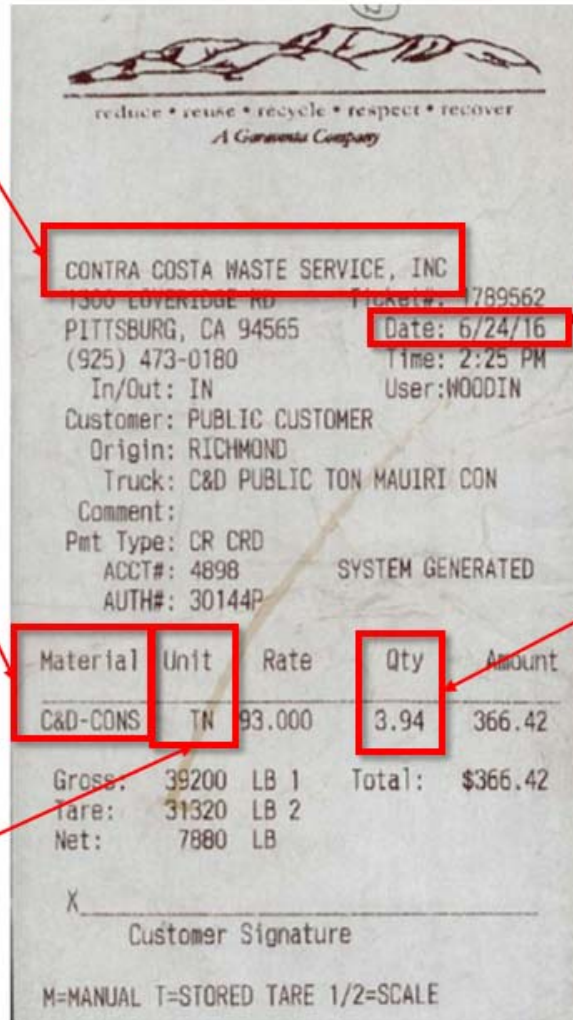 reduce • reuse • recycle • respect • recover
A Garaventa Company
CONTRA COSTA WASTE SERVICE, INC
1300 LOVERIDGE RD Ticket#: 1789562
PITTSBURG, CA 94565 Date: 6/24/16
(925) 473-0180 Time: 2:25 PM
In/Out: IN User:WOODIN
Customer: PUBLIC CUSTOMER
Origin: RICHMOND
Truck: C&D PUBLIC TON MAUIRI CON
Comment:
Pmt Type: CR CRD
ACCT#: 4898 SYSTEM GENERATED
AUTH#: 30144P
Material Unit Rate Qty Amount
C&D-CONS TN 93.000 3.94 366.42
Gross: 39200 LB 1 Total: $366.42
Tare: 31320 LB 2
Net: 7880 LB
X
Customer Signature
M=MANUAL T=STORED TARE 1/2=SCALE